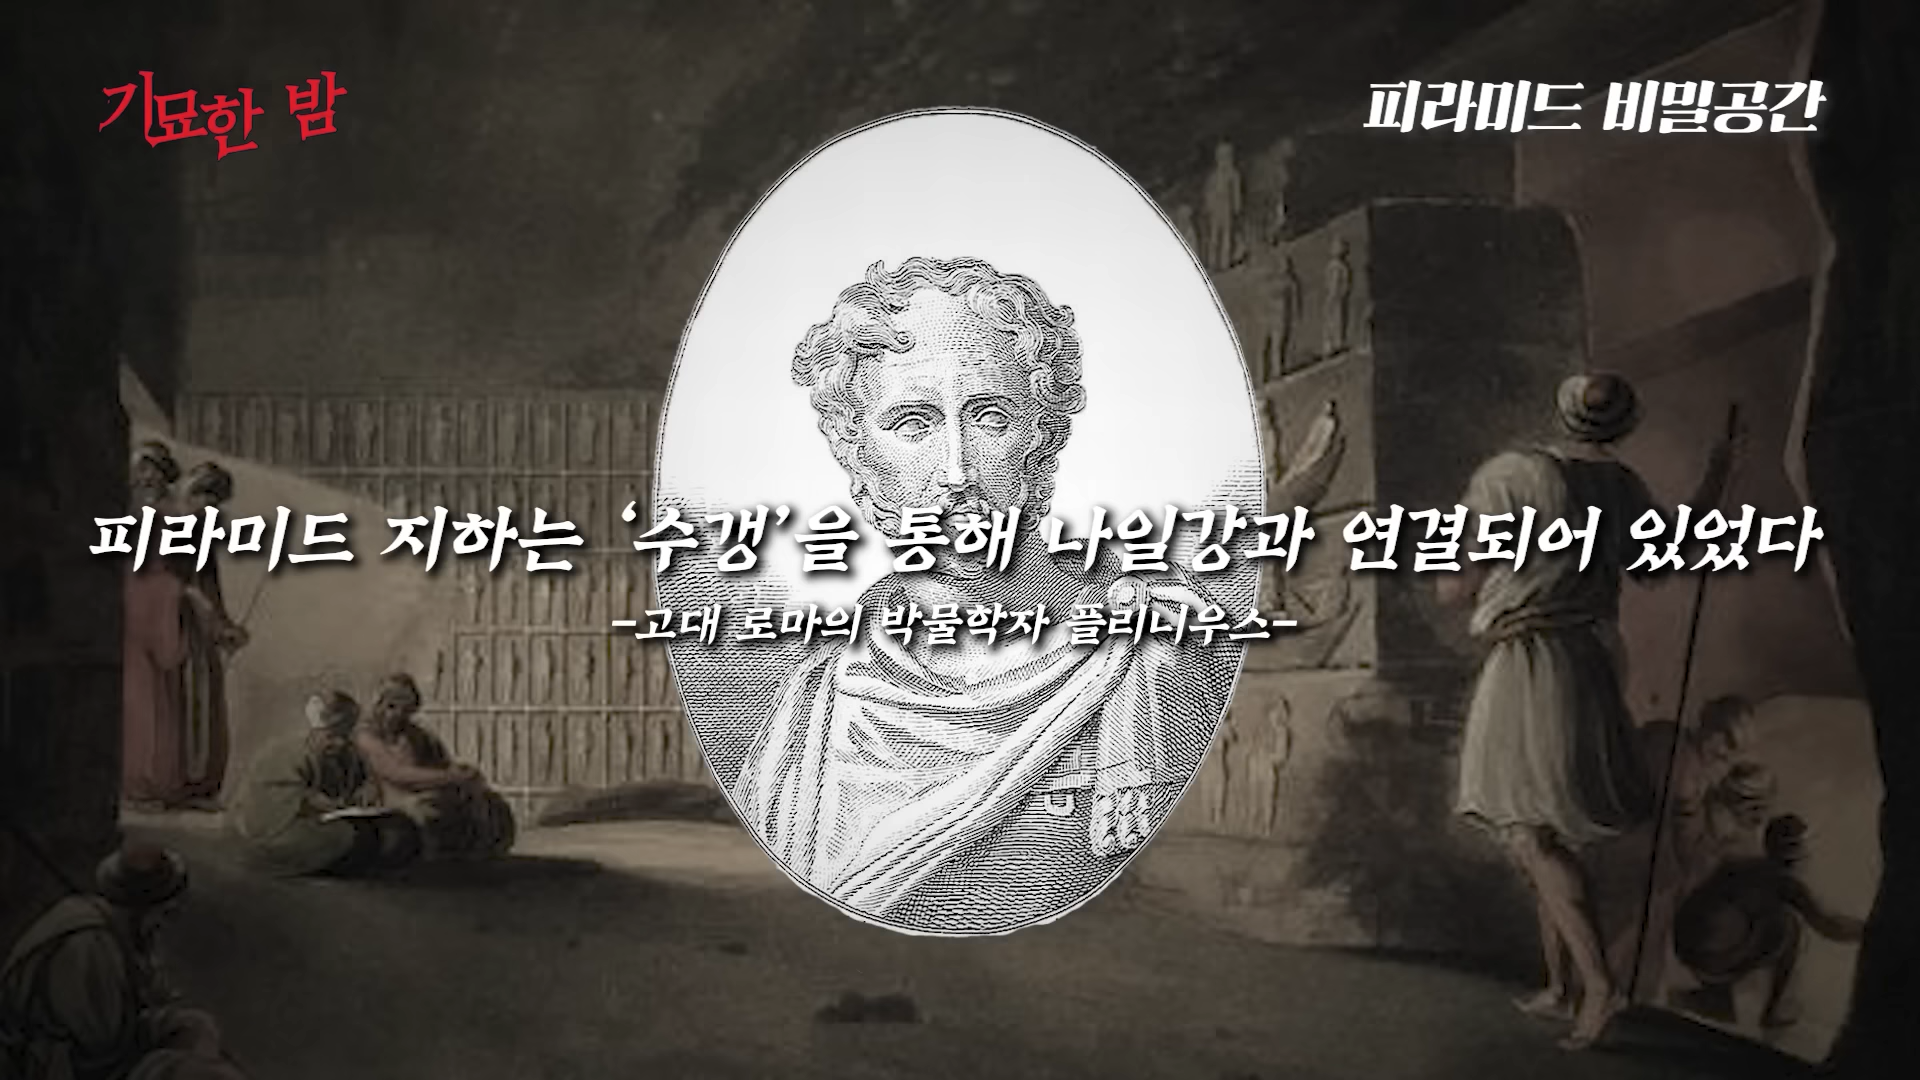 기묘한 밤
피라미드 비밀공간
피라미드 지하는 ‘수갱’을 통해 나일강과 연결되어 있었다
-고대 로마의 박물학자 플리니우스-